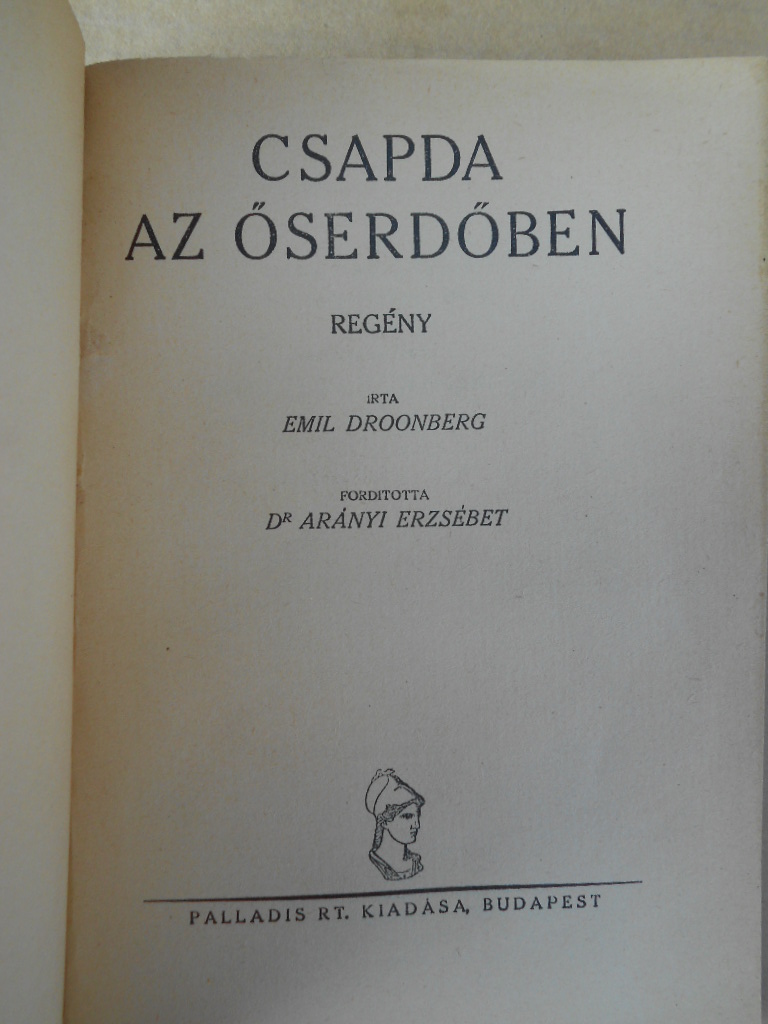 CSAPDA
AZ ŐSERDŐBEN
REGÉNY
IRTA
EMIL DROONBERG
FORDITOTTA
DR ARÁNYI ERZSÉBET
PALLADIS RT. KIADÁSA, BUDAPEST